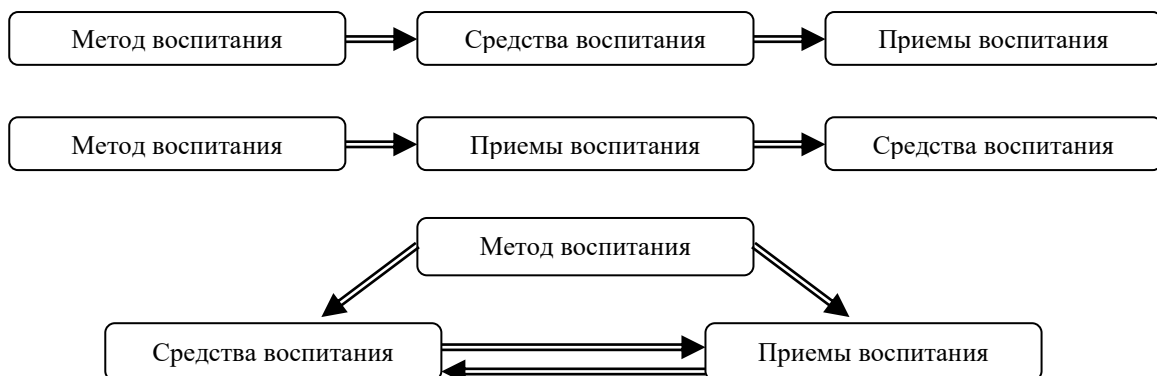 Метод воспитания Средства воспитания Приемы воспитания
Метод воспитания Приемы воспитания Средства воспитания
Метод воспитания
Средства воспитания Приемы воспитания